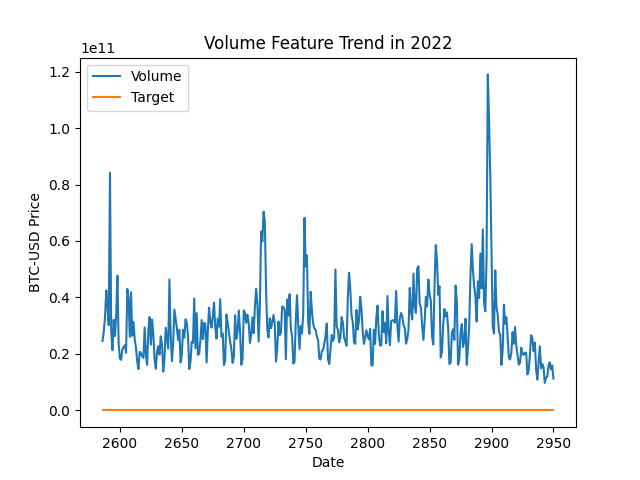 Volume Feature Trend in 2022
1e11
Volume
Target
1.2
1.0
0.8
0.6
0.4
0.2
0.0
BTC-USD Price
2600 2650 2700 2750 2800 2850 2900 2950
Date